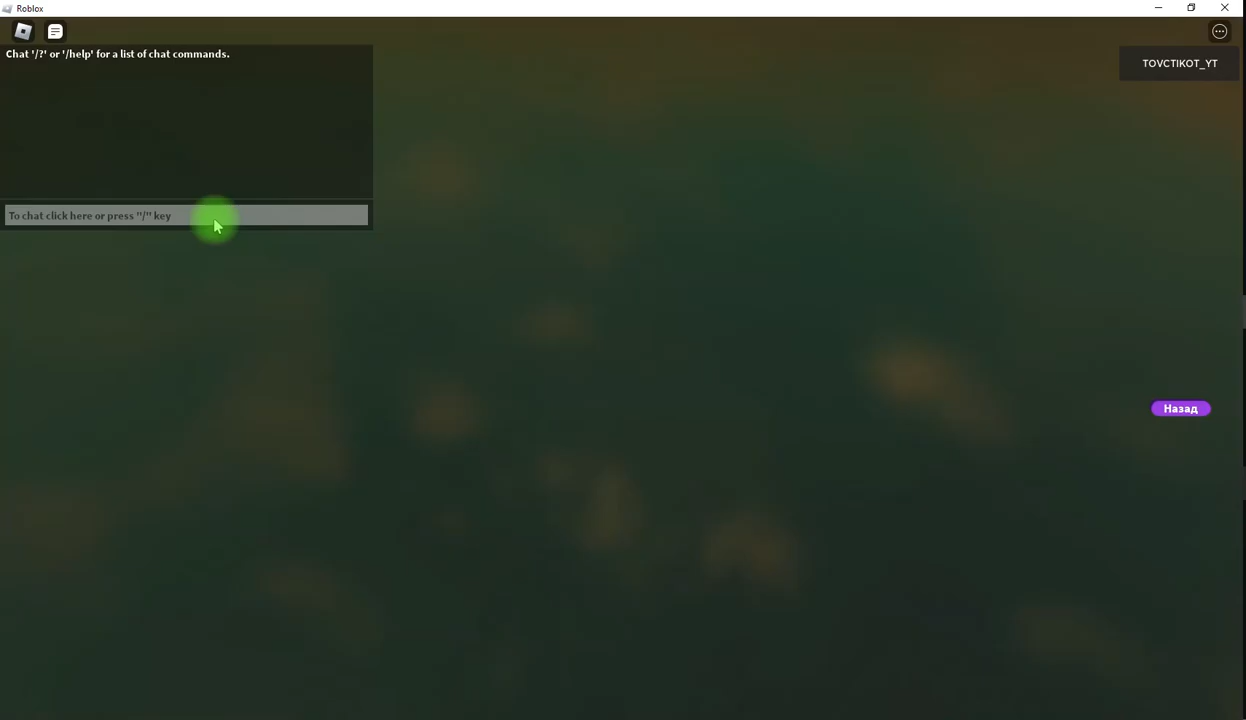 Roblox
Chat '/?' or '/help' for a list of chat commands.
TOVCTIKOT_YT
To chat click here or press "/" key
Назад